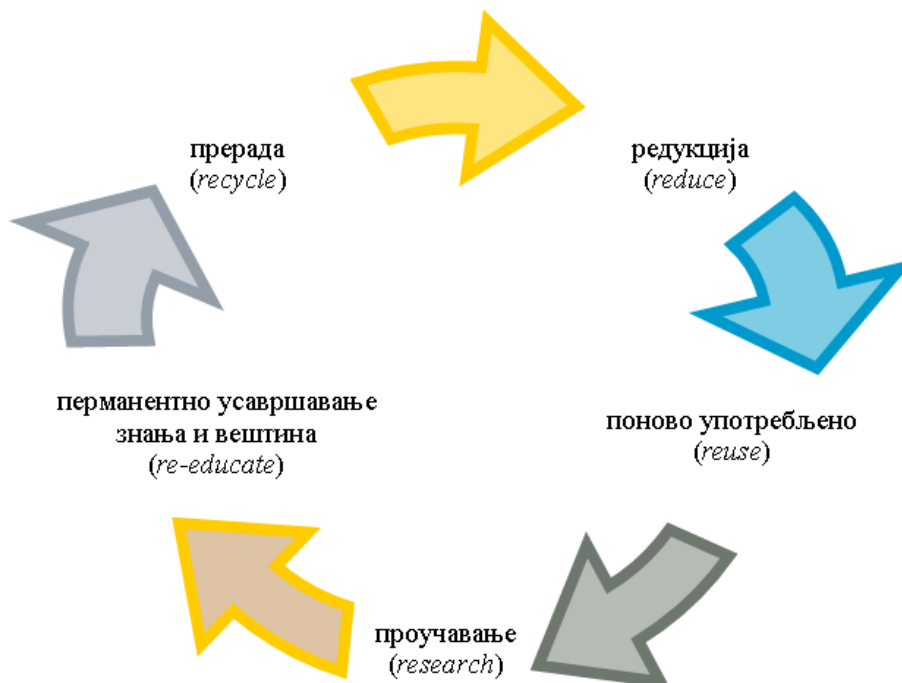 прерада
(recycle)
редукција
(reduce)
поново употребљено
(reuse)
проучавање
(research)
перманентно усавршавање
знања и вештина
(re-educate)